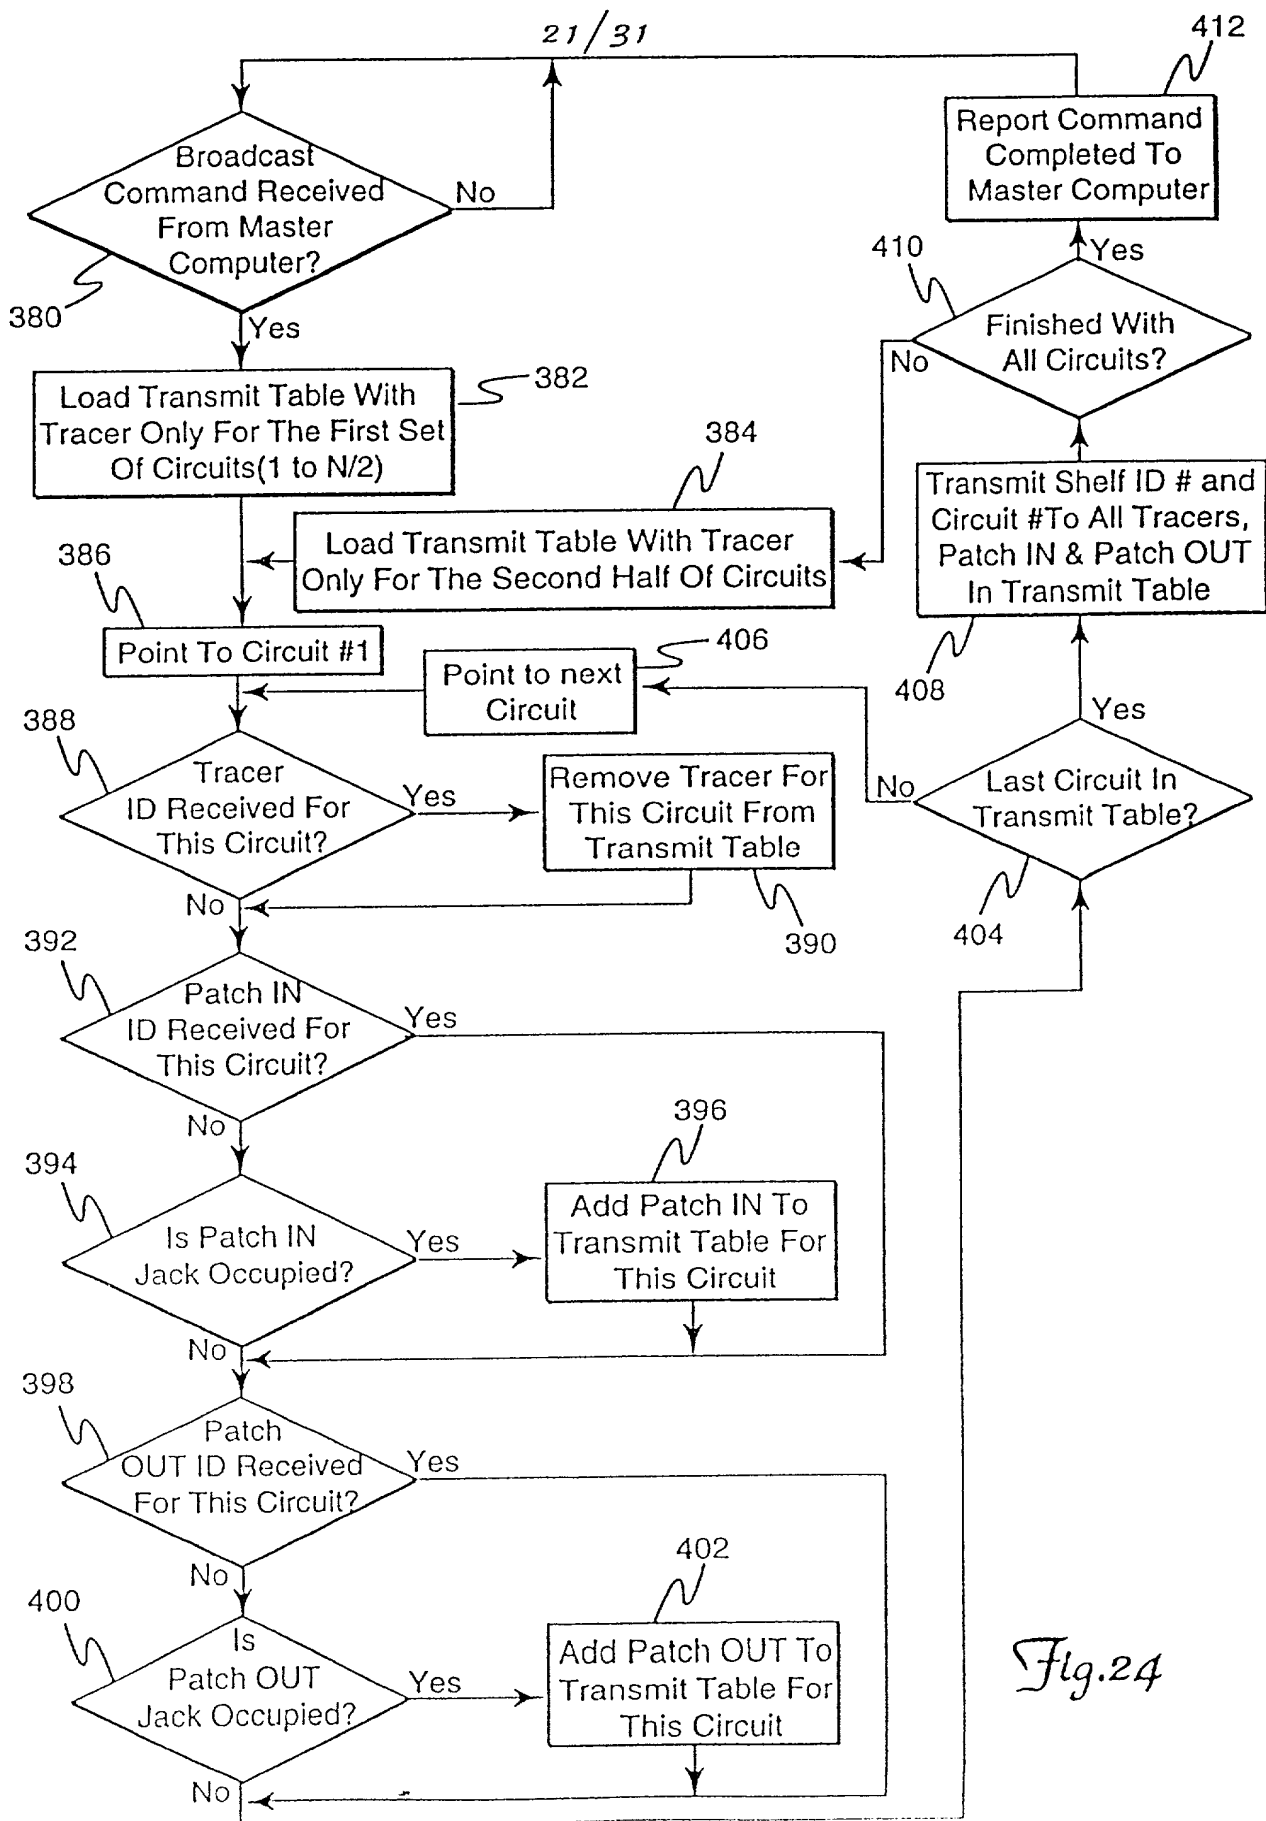 21/31
412
Broadcast
Command Received
From Master
Computer?
No
380
Yes
Report Command
Completed To
Master Computer
Yes
410
Finished With
All Circuits?
No
Load Transmit Table With
Tracer Only For The First Set
Of Circuits(1 to N/2)
382
384
Load Transmit Table With Tracer
Only For The Second Half Of Circuits
Transmit Shelf ID # and
Circuit #To All Tracers,
Patch IN & Patch OUT
In Transmit Table
408
386
Point To Circuit #1
406
Point to next
Circuit
Yes
388
Tracer
ID Received For
This Circuit?
Yes
No
Remove Tracer For
This Circuit From
Transmit Table
390
No
Last Circuit In
Transmit Table?
404
392
Patch IN
ID Received For
This Circuit?
Yes
No
394
Is Patch IN
Jack Occupied?
Yes
No
396
Add Patch IN To
Transmit Table For
This Circuit
398
Patch
OUT ID Received
For This Circuit?
Yes
No
400
Is
Patch OUT
Jack Occupied?
Yes
No
402
Add Patch OUT To
Transmit Table For
This Circuit
Fig.24